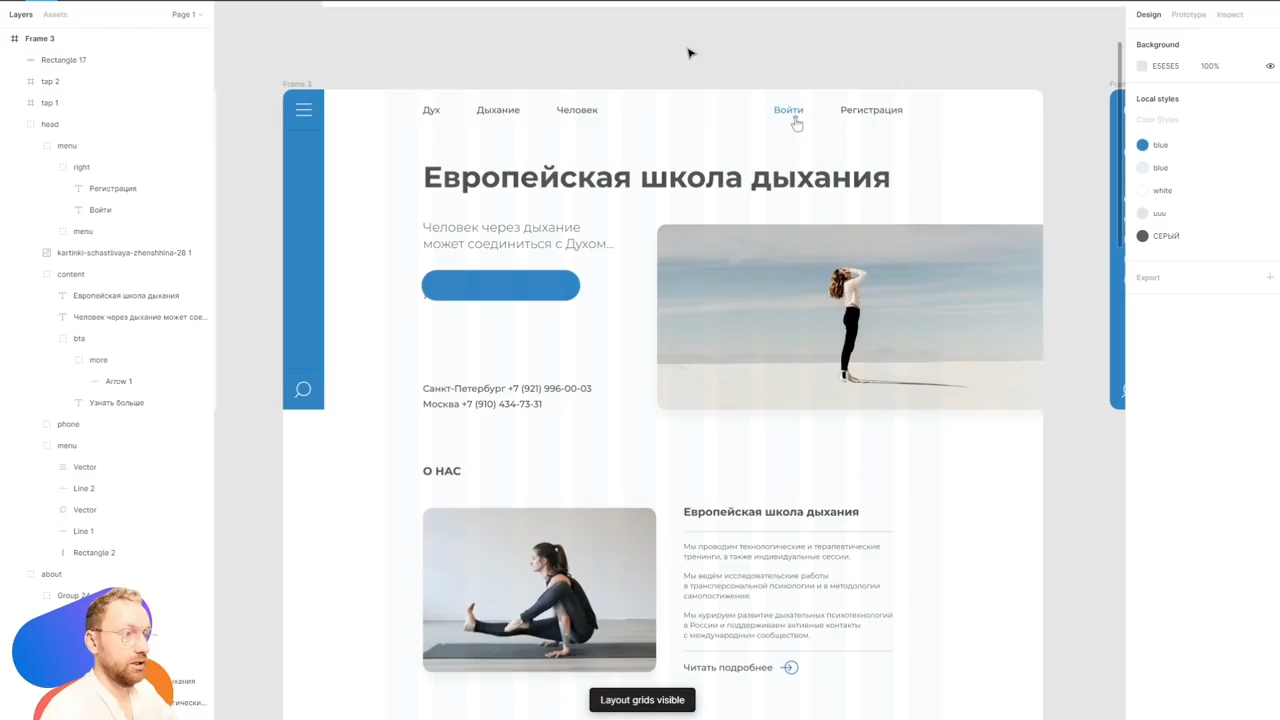 Layers
Assets
Page 1
Frame 3
Rectangle 17
tap 2
tap 1
head
menu
right
Регистрация
Войти
menu
kartinki-schastlivaya-zhenshhina-28 1
content
Европейская школа дыхания
Человек через дыхание может сое...
bta
more
Arrow 1
Узнать больше
phone
menu
Vector
Line 2
Vector
Line 1
Rectangle 2
about
Frame 3
Дух
Дыхание
Человек
Войти
Регистрация
Европейская школа дыхания
Человек через дыхание
может соединиться с Духом...
Санкт-Петербург +7 (921) 996-00-03
Москва +7 (910) 434-73-31
О НАС
Европейская школа дыхания
Мы проводим технологические и терапевтические
тренинги, а также индивидуальные сессии.
Мы ведём исследовательские работы
в трансперсональной психологии и в методологии
самопостижения.
Мы курируем развитие дыхательных психотехнологий
в России и поддерживаем активные контакты
с международным сообществом.
Читать подробнее
Layout grids visible
Design
Prototype
Inspect
Background
E5E5E5
100%
Local styles
Color Styles
blue
blue
white
uuu
СЕРЫЙ
Export